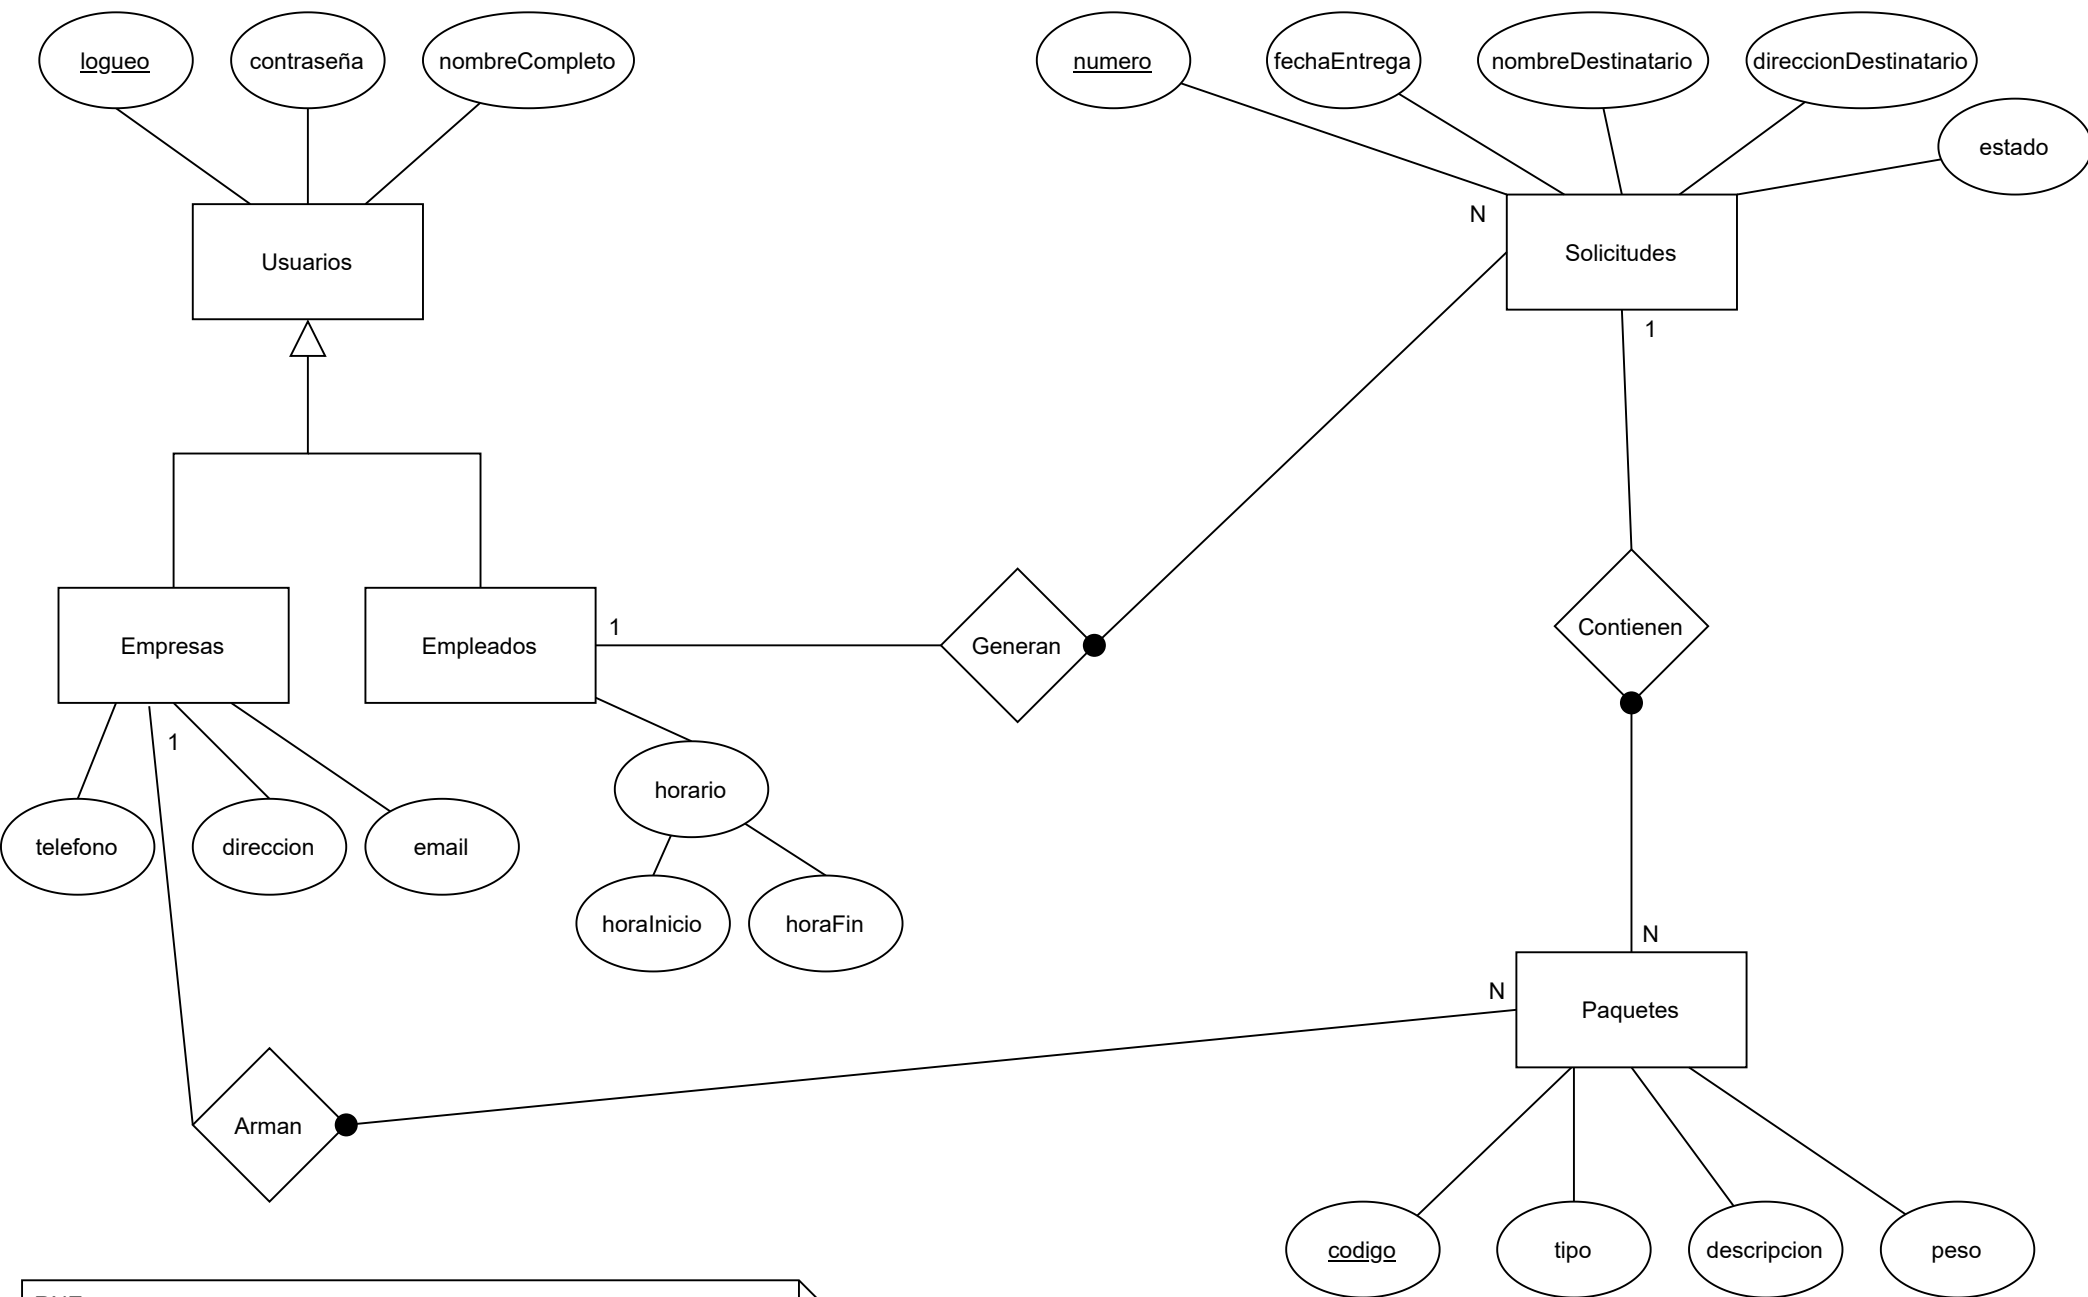 logueo
contraseña
nombreCompleto
numero
fechaEntrega
nombreDestinatario
direccionDestinatario
estado
N
Usuarios
Solicitudes
1
1
Empresas
Empleados
Generan
Contienen
1
horario
telefono
direccion
email
horaInicio
horaFin
N
N
Paquetes
Arman
codigo
tipo
descripcion
peso